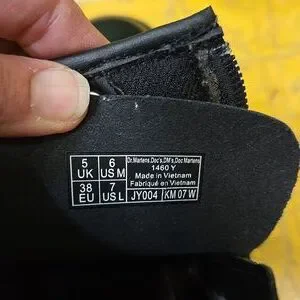 5 UK
6 US M
Dr.Martens,Doc's,DM's,Doc Martens
1460 Y
Made in Vietnam
Fabriqué en Vietnam
38 EU
7 US L
JY004
KM 07 W